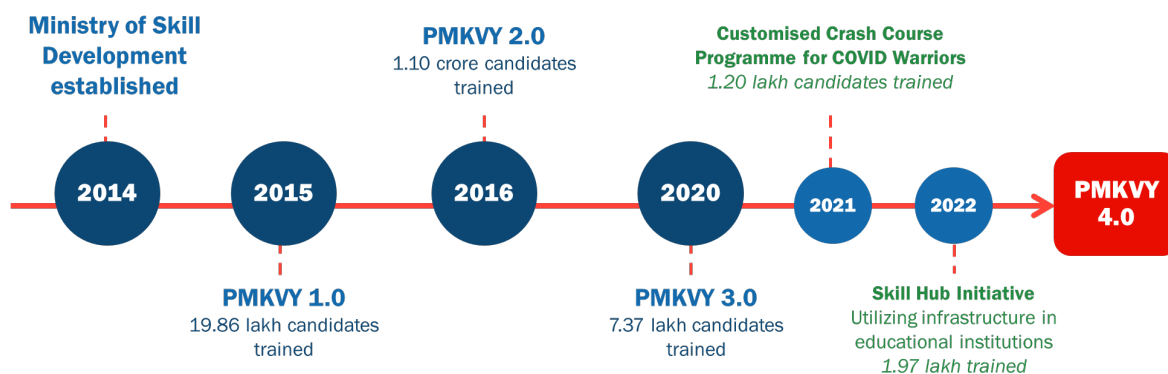 Ministry of Skill
Development
established
PMKVY 2.0
1.10 crore candidates
trained
Customised Crash Course
Programme for COVID Warriors
1.20 lakh candidates trained
2014
2015
2016
2020
2021
2022
PMKVY
4.0
PMKVY 1.0
19.86 lakh candidates
trained
PMKVY 3.0
7.37 lakh candidates
trained
Skill Hub Initiative
Utilizing infrastructure in
educational institutions
1.97 lakh trained